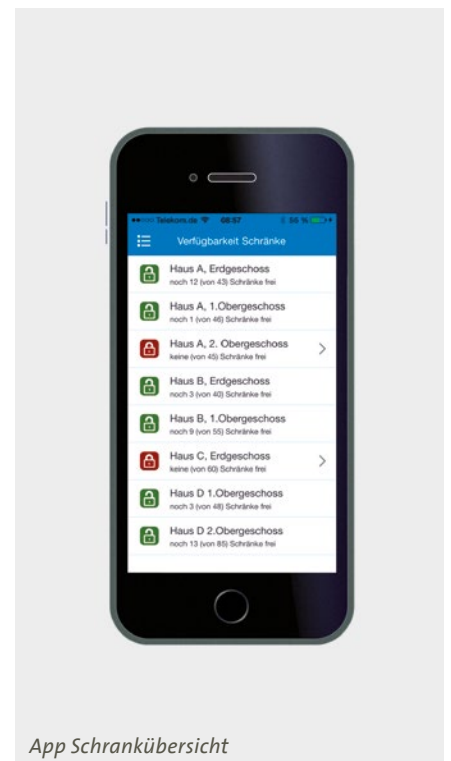 Telekom.de 08:57 56 %
Verfügbarkeit Schränke
Haus A, Erdgeschoss
noch 12 (von 43) Schränke frei
Haus A, 1.Obergeschoss
noch 1 (von 46) Schränke frei
Haus A, 2. Obergeschoss
keine (von 45) Schränke frei
Haus B, Erdgeschoss
noch 3 (von 40) Schränke frei
Haus B, 1.Obergeschoss
noch 9 (von 55) Schränke frei
Haus C, Erdgeschoss
keine (von 60) Schränke frei
Haus D 1.Obergeschoss
noch 3 (von 48) Schränke frei
Haus D 2.Obergeschoss
noch 13 (von 85) Schränke frei
App Schrankübersicht